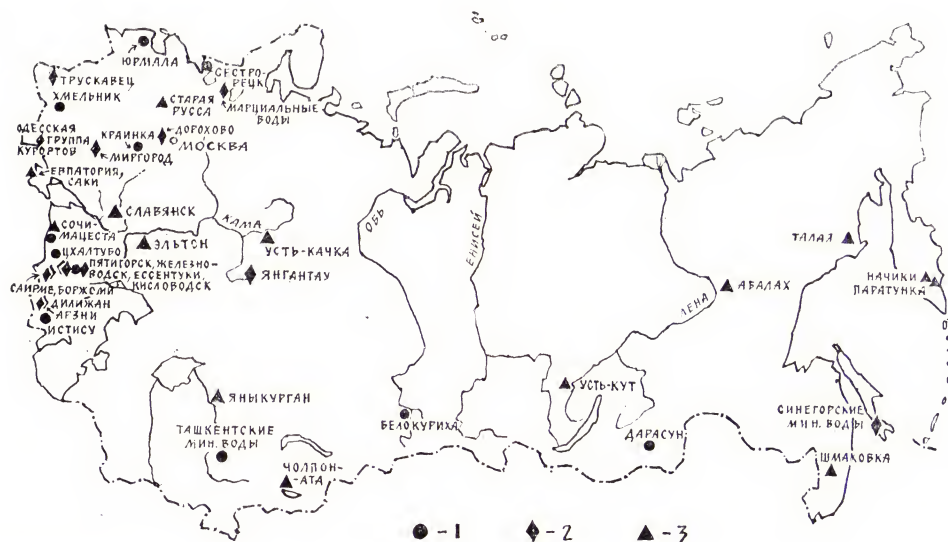 ЮРМАЛА
СЕСТРО-
РЕЦК
ТРУСКАВЕЦ
ХМЕЛЬНИК
СТАРАЯ
РУССА
МАРЦИАЛЬНЫЕ
ВОДЫ
ОДЕССКАЯ
ГРУППА
КУРОРТОВ
КРАИНКА
ДОРОХОВО
МОСКВА
МИРГОРОД
ЕВПАТОРИЯ,
САКИ
СЛАВЯНСК
КАМА
ОБЬ
ЕНИСЕЙ
СОЧИ-
МАЦЕСТА
ЭЛЬТОН
УСТЬ-КАЧКА
ТАЛАЯ
ЦХАЛТУБО
ПЯТИГОРСК, ЖЕЛЕЗНО-
ВОДСК, ЕССЕНТУКИ,
КИСЛОВОДСК
ЯНГАНТАУ
САИРМЕ, БОРЖОМИ
ДИЛИЖАН
АРЗНИ
ИСТИСУ
АБАЛАХ
ЛЕНА
НАЧИКИ
ПАРАТУНКА
ЯНЫКУРГАН
УСТЬ-КУТ
ТАШКЕНТСКИЕ
МИН. ВОДЫ
БЕЛОКУРИХА
ДАРАСУН
СИНЕГОРСКИЕ
МИН. ВОДЫ
ЧОЛПОН-
АТА
ШМАКОВКА
- 1
- 2
- 3